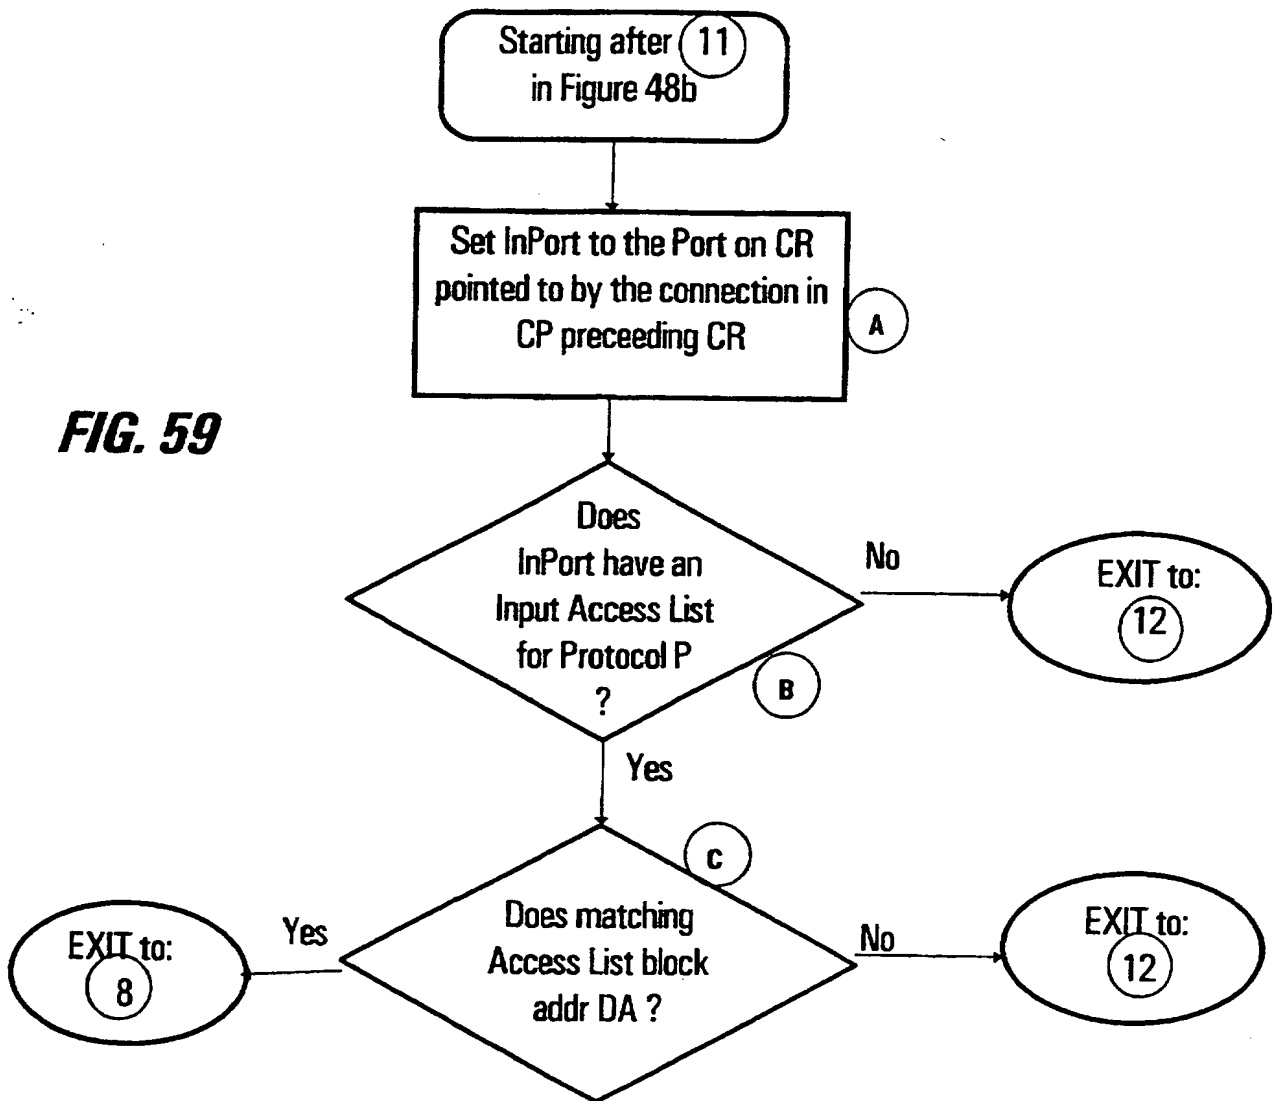 Starting after 11
in Figure 48b
Set InPort to the Port on CR
pointed to by the connection in
CP preceeding CR
A
FIG. 59
Does
InPort have an
Input Access List
for Protocol P
?
B
No
EXIT to:
12
Yes
C
Does matching
Access List block
addr DA ?
Yes
EXIT to:
8
No
EXIT to:
12